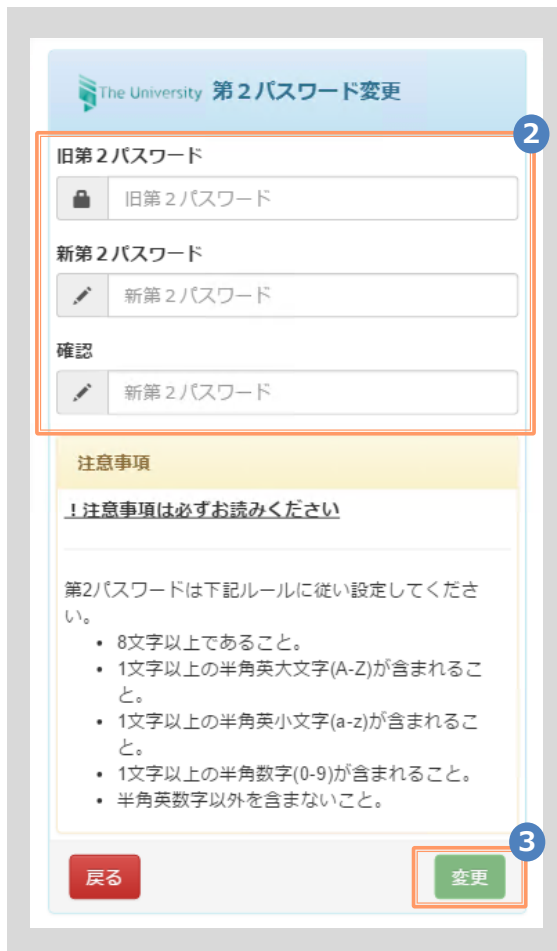 The University 第２パスワード変更
2
旧第２パスワード
旧第２パスワード
新第２パスワード
新第２パスワード
確認
新第２パスワード
注意事項
！注意事項は必ずお読みください
第2パスワードは下記ルールに従い設定してくださ
い。
• 8文字以上であること。
• 1文字以上の半角英大文字(A-Z)が含まれるこ
と。
• 1文字以上の半角英小文字(a-z)が含まれるこ
と。
• 1文字以上の半角数字(0-9)が含まれること。
• 半角英数字以外を含まないこと。
3
戻る
変更